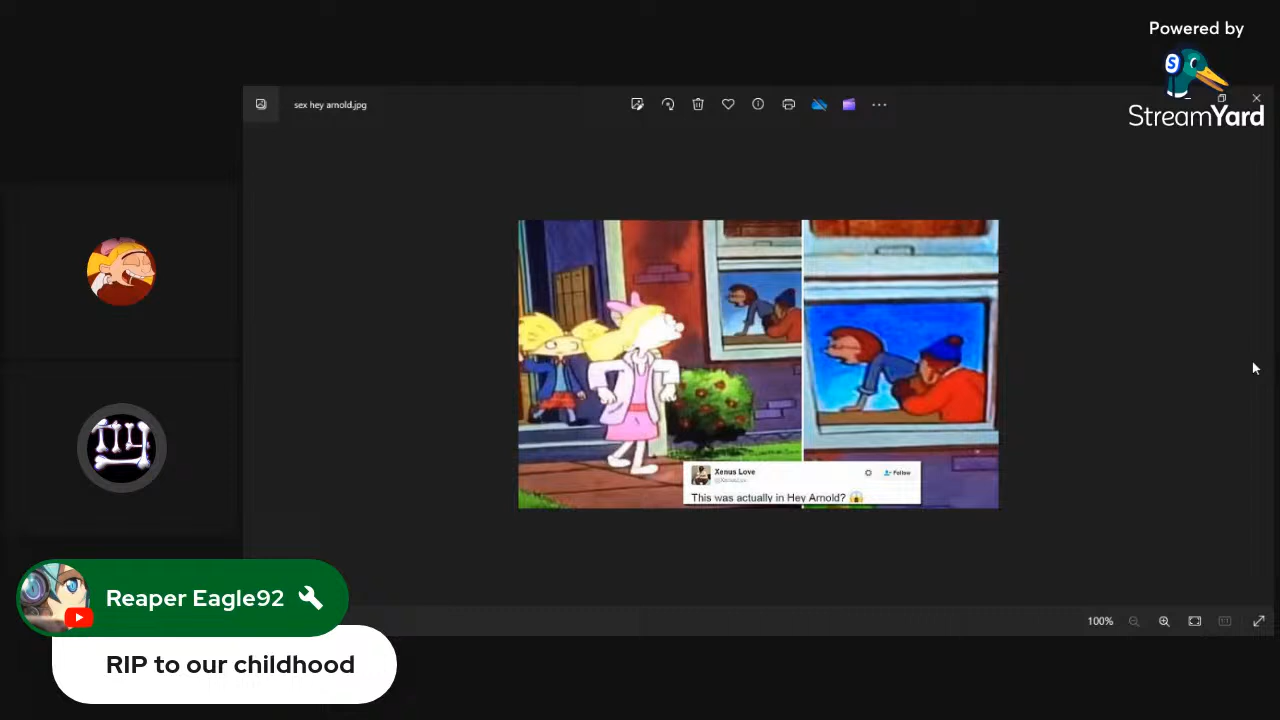 Powered by
StreamYard
sex hey arnold.jpg
Xenus Love
Follow
This was actually in Hey Arnold? 😱
Reaper Eagle92
RIP to our childhood
100%